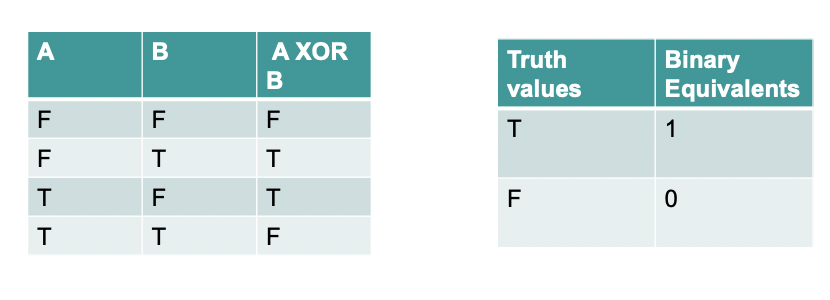 A B A XOR
B
F F F
F T T
T F T
T T F
Truth values Binary Equivalents
T 1
F 0